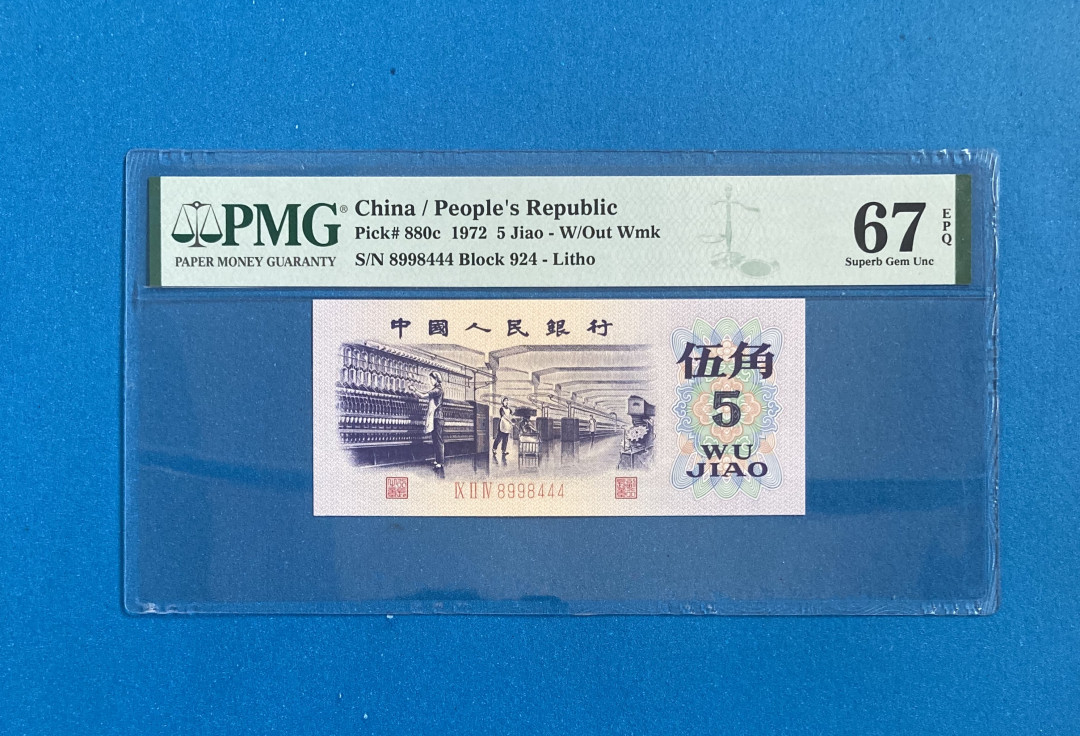 PMG®
PAPER MONEY GUARANTY
China / People's Republic
Pick# 880c 1972 5 Jiao - W/Out Wmk
S/N 8998444 Block 924 - Litho
67 EPQ
Superb Gem Unc
中國人民銀行
伍角
5
WU
JIAO
IX II IV 8998444